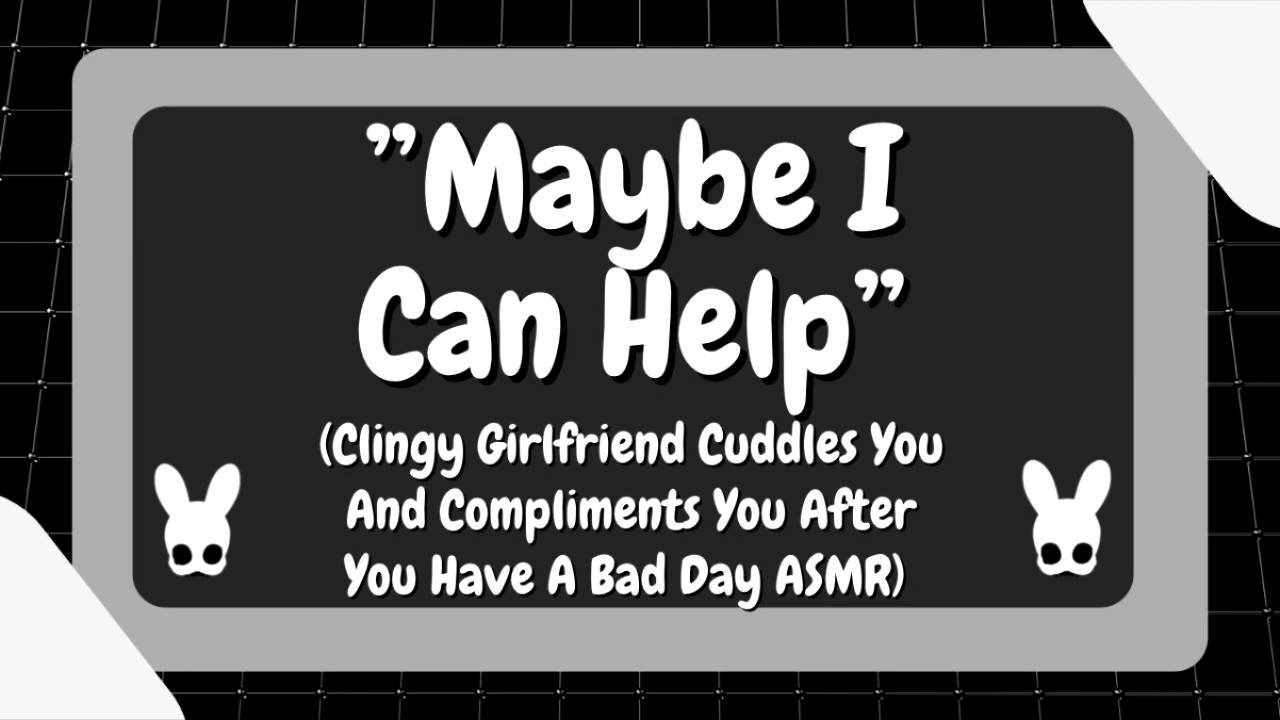 ”Maybe I
Can Help”
(Clingy Girlfriend Cuddles You
And Compliments You After
You Have A Bad Day ASMR)